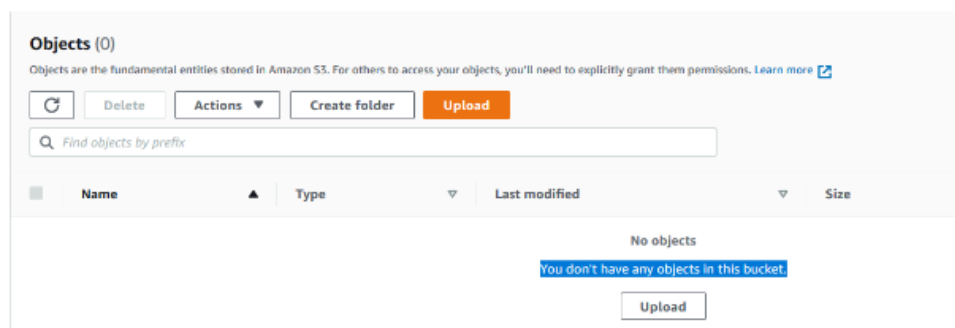 Objects (0)
Objects are the fundamental entities stored in Amazon S3. For others to access your objects, you'll need to explicitly grant them permissions. Learn more
Delete Actions Create folder Upload
Find objects by prefix
Name Type Last modified Size
No objects
You don't have any objects in this bucket.
Upload